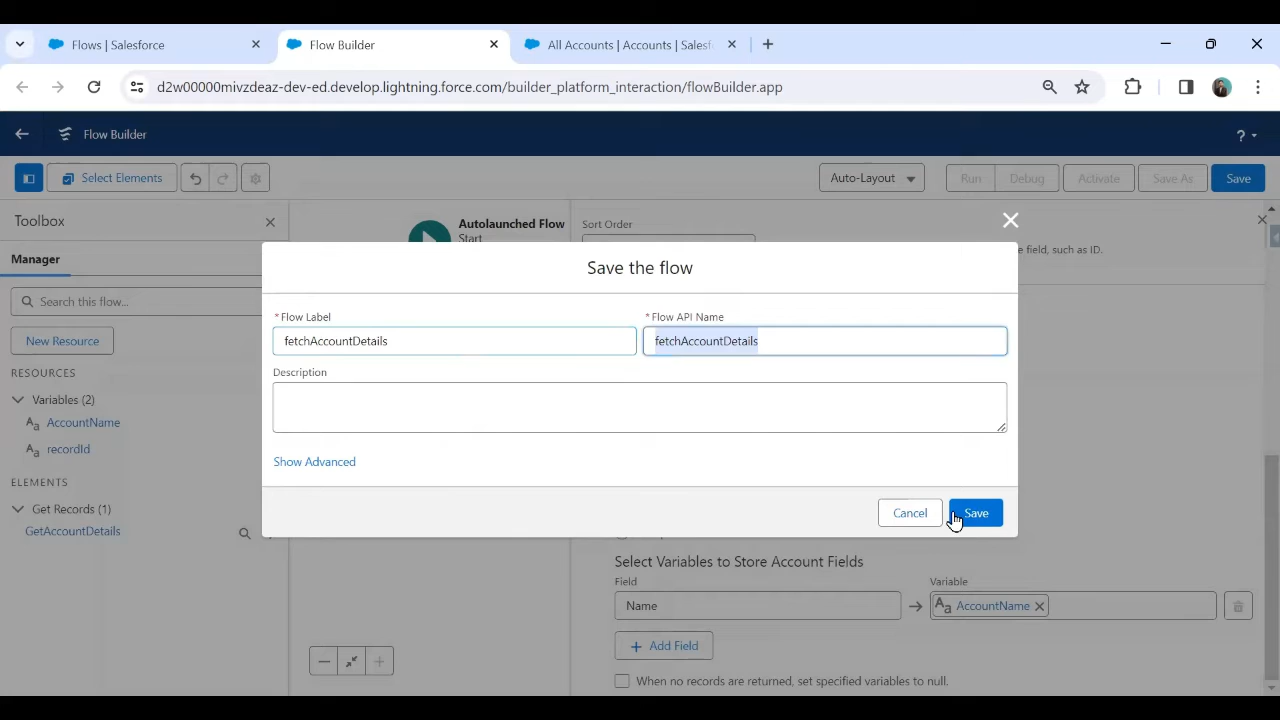 Flows | Salesforce
Flow Builder
All Accounts | Accounts | Salesf
d2w00000mivzdeaz-dev-ed.develop.lightning.force.com/builder_platform_interaction/flowBuilder.app
Flow Builder
?
Select Elements
Auto-Layout
Run
Debug
Activate
Save As
Save
Toolbox
Autolaunched Flow
Start
Sort Order
e field, such as ID.
Manager
Search this flow...
New Resource
RESOURCES
Variables (2)
AccountName
recordId
ELEMENTS
Get Records (1)
GetAccountDetails
Save the flow
* Flow Label
* Flow API Name
fetchAccountDetails
fetchAccountDetails
Description
Show Advanced
Cancel
Save
Select Variables to Store Account Fields
Field
Variable
Name
Aa AccountName
+ Add Field
When no records are returned, set specified variables to null.